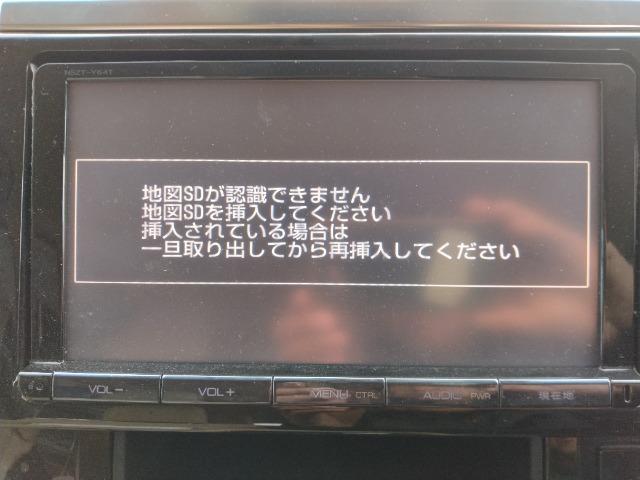 NSZT-Y64T
地図SDが認識できません
地図SDを挿入してください
挿入されている場合は
一旦取り出してから再挿入してください
VOL− VOL+ MENU CTRL AUDIO PWR 現在地